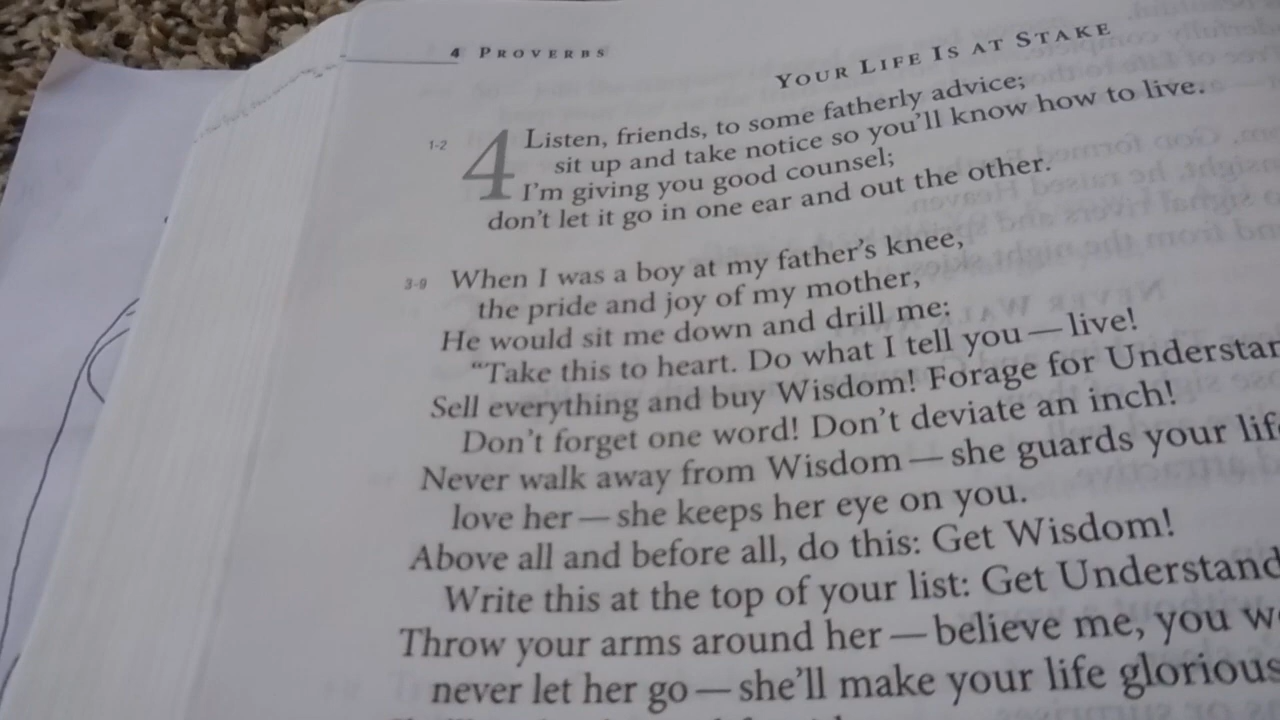 4 PROVERBS
YOUR LIFE IS AT STAKE
1-2 4 Listen, friends, to some fatherly advice;
sit up and take notice so you'll know how to live.
I'm giving you good counsel;
don't let it go in one ear and out the other.
3-9 When I was a boy at my father's knee,
the pride and joy of my mother,
He would sit me down and drill me:
“Take this to heart. Do what I tell you—live!
Sell everything and buy Wisdom! Forage for Understan
Don't forget one word! Don't deviate an inch!
Never walk away from Wisdom—she guards your life
love her—she keeps her eye on you.
Above all and before all, do this: Get Wisdom!
Write this at the top of your list: Get Understand
Throw your arms around her—believe me, you w
never let her go—she'll make your life glorious